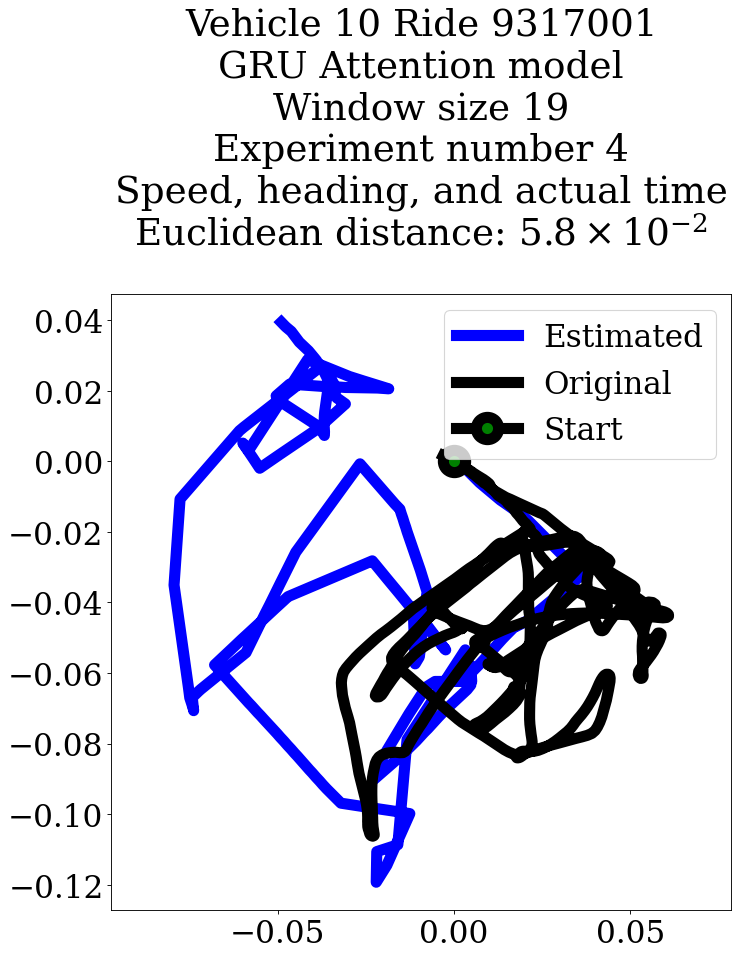 Vehicle 10 Ride 9317001
GRU Attention model
Window size 19
Experiment number 4
Speed, heading, and actual time
Euclidean distance: 5.8 × 10⁻²
Estimated
Original
Start
0.04
0.02
0.00
−0.02
−0.04
−0.06
−0.08
−0.10
−0.12
−0.05
0.00
0.05